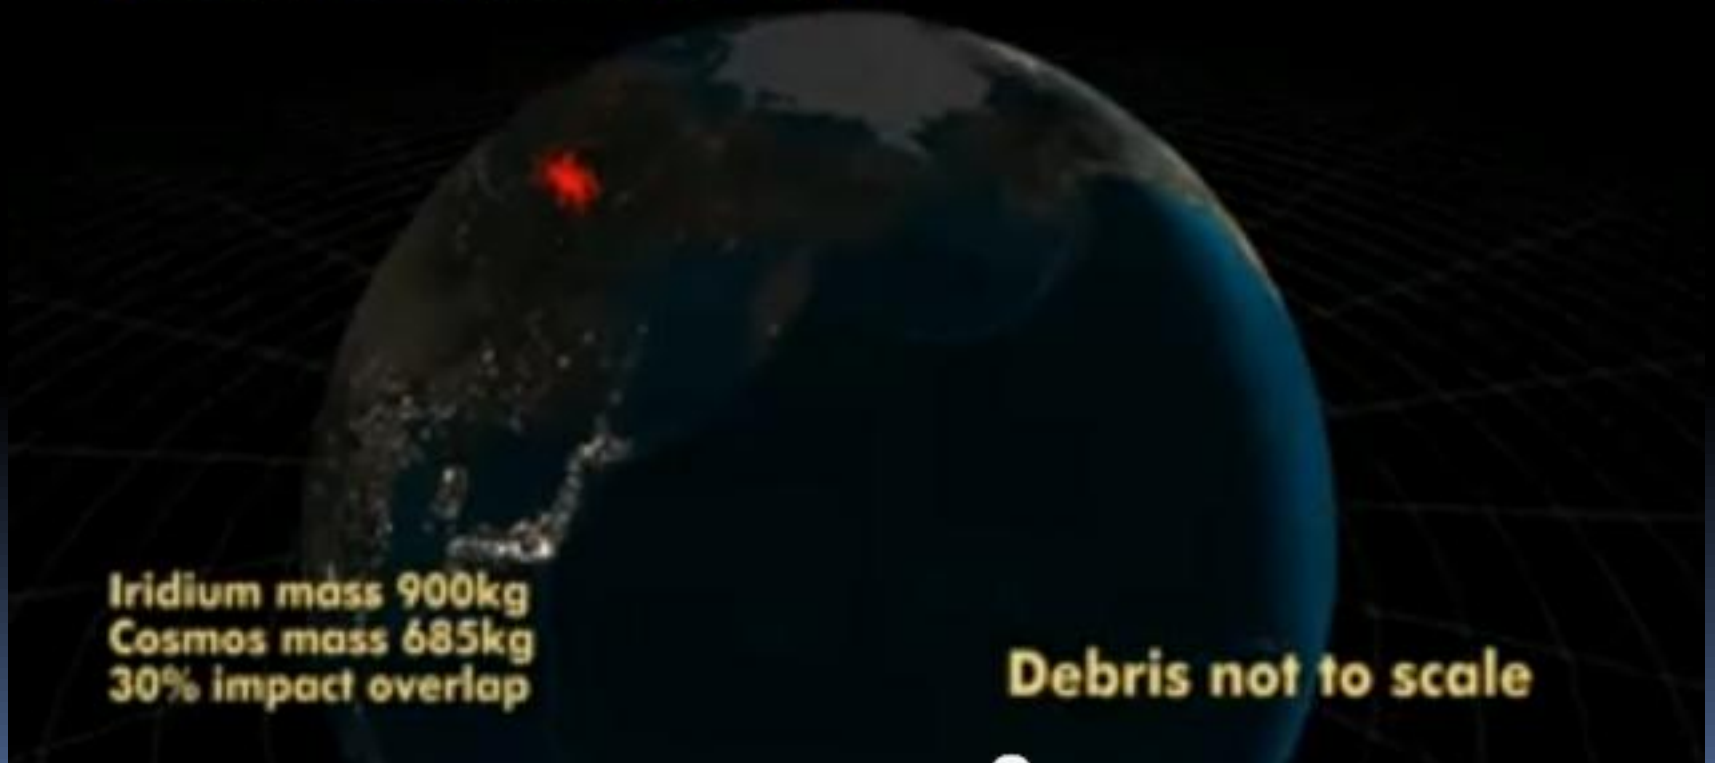 Iridium mass 900kg
Cosmos mass 685kg
30% impact overlap
Debris not to scale